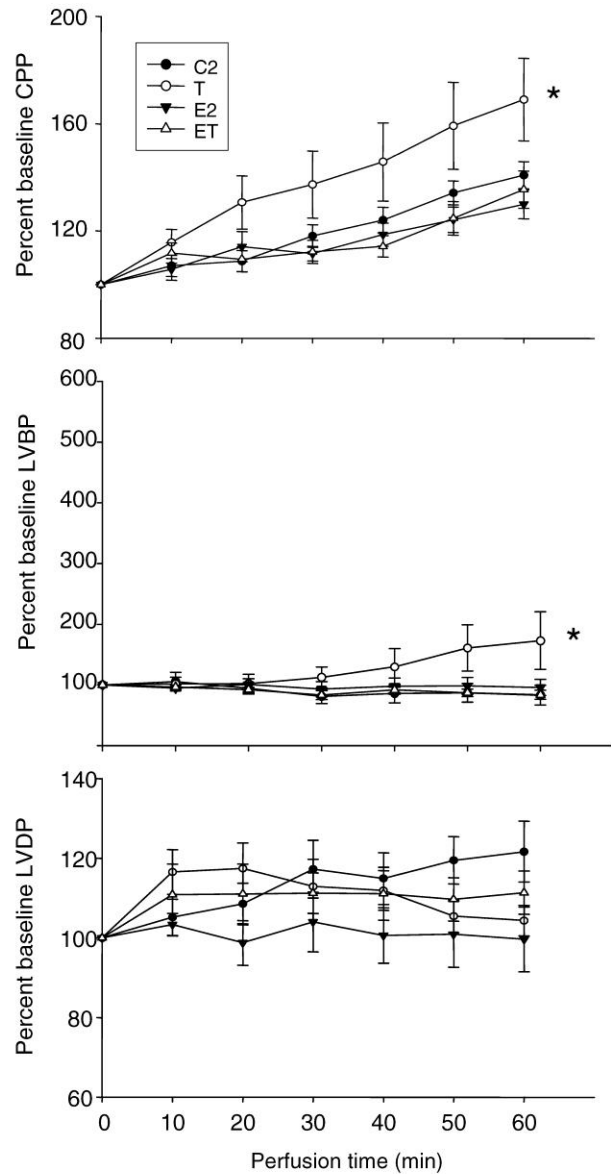 200
160
120
80
Percent baseline CPP
C2
T
E2
ET
*
600
500
400
300
200
100
Percent baseline LVBP
*
140
120
100
80
60
Percent baseline LVDP
0 10 20 30 40 50 60
Perfusion time (min)